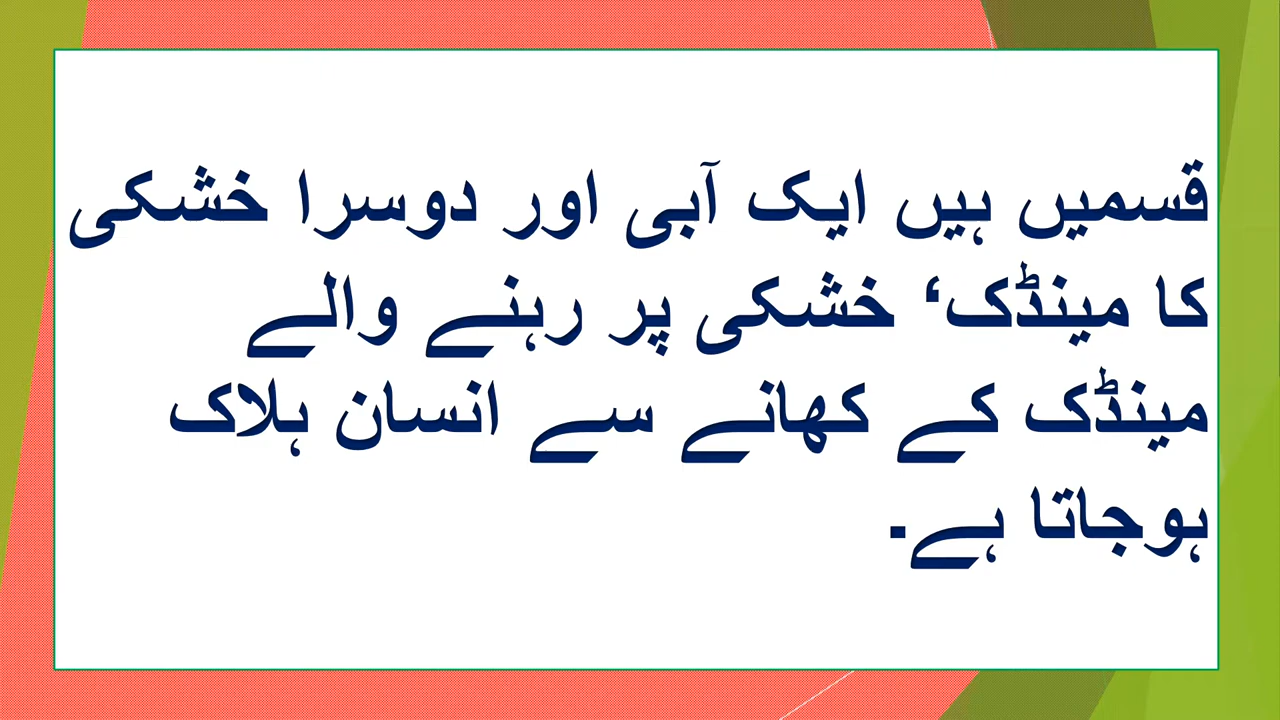 قسمیں ہیں ایک آبی اور دوسرا خشکی
کا مینڈک‘ خشکی پر رہنے والے
مینڈک کے کھانے سے انسان ہلاک
ہوجاتا ہے.